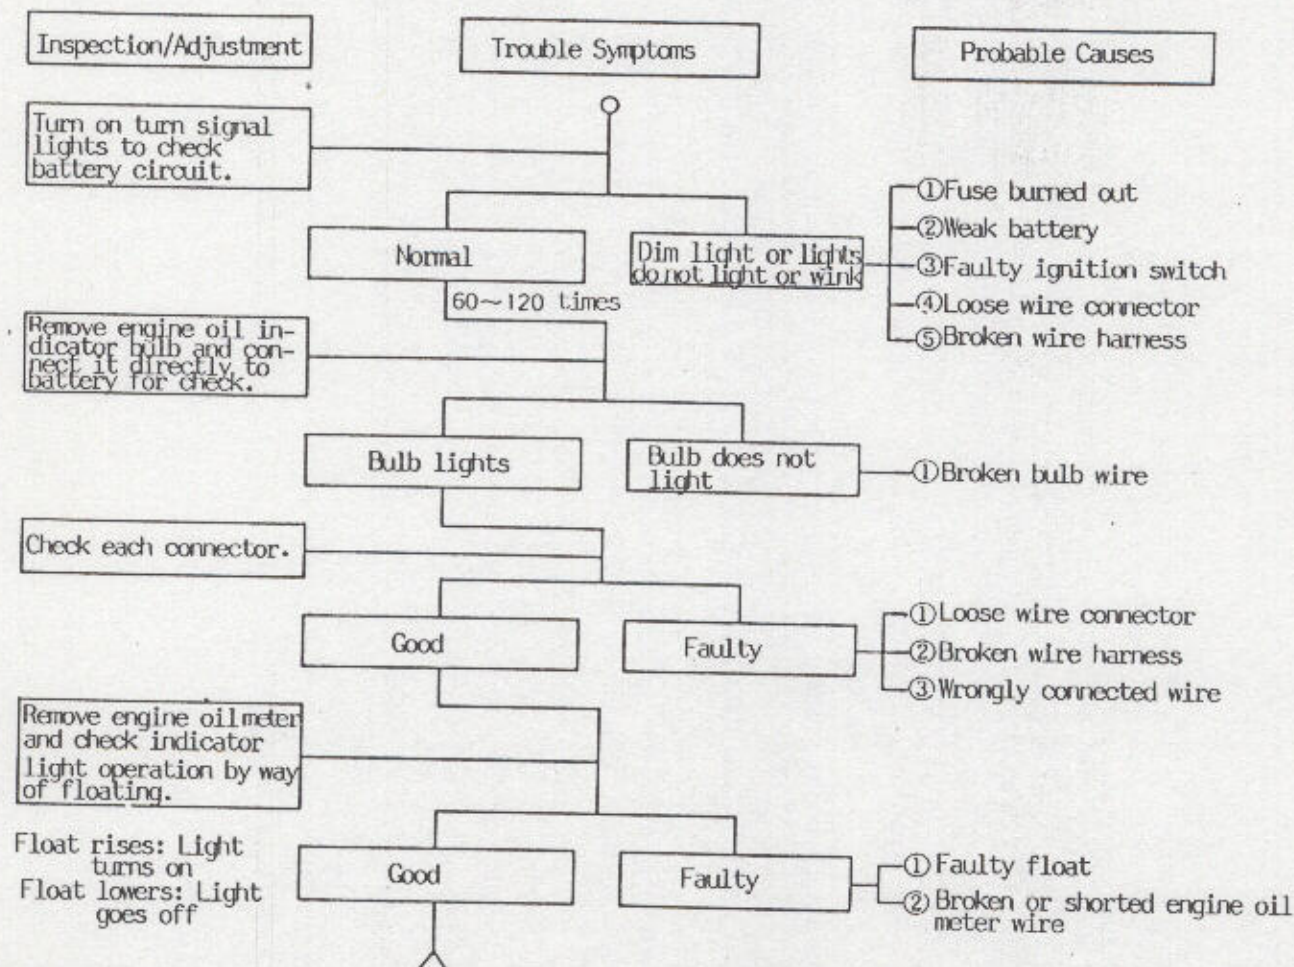 Inspection/Adjustment
Trouble Symptoms
Probable Causes
Turn on turn signal
lights to check
battery circuit.
Normal
60~120 times
Dim light or lights
do not light or wink
①Fuse burned out
②Weak battery
③Faulty ignition switch
④Loose wire connector
⑤Broken wire harness
Remove engine oil in-
dicator bulb and con-
nect it directly to
battery for check.
Bulb lights
Bulb does not
light
①Broken bulb wire
Check each connector.
Good
Faulty
①Loose wire connector
②Broken wire harness
③Wrongly connected wire
Remove engine oil meter
and check indicator
light operation by way
of floating.
Float rises: Light
turns on
Float lowers: Light
goes off
Good
Faulty
① Faulty float
② Broken or shorted engine oil
meter wire